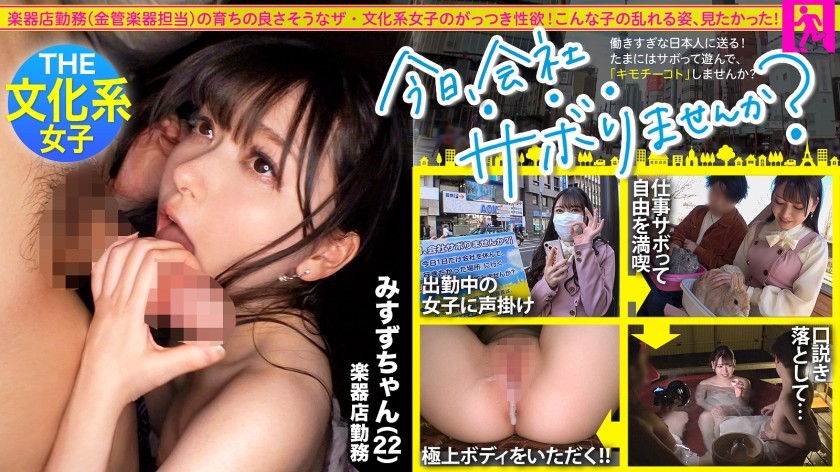 楽器店勤務(金管楽器担当)の育ちの良さそうなザ・文化系女子のがっつき性欲!こんな子の乱れる姿、見たかった!
THE
文化系
女子
今日、会社
サボりませんか?
働きすぎな日本人に送る!
たまにはサボって遊んで、
「キモチーコト」しませんか?
みすずちゃん(22)
楽器店勤務
出勤中の
女子に声掛け
仕事サボって
自由を満喫
口説き
落として…
極上ボディをいただく!!